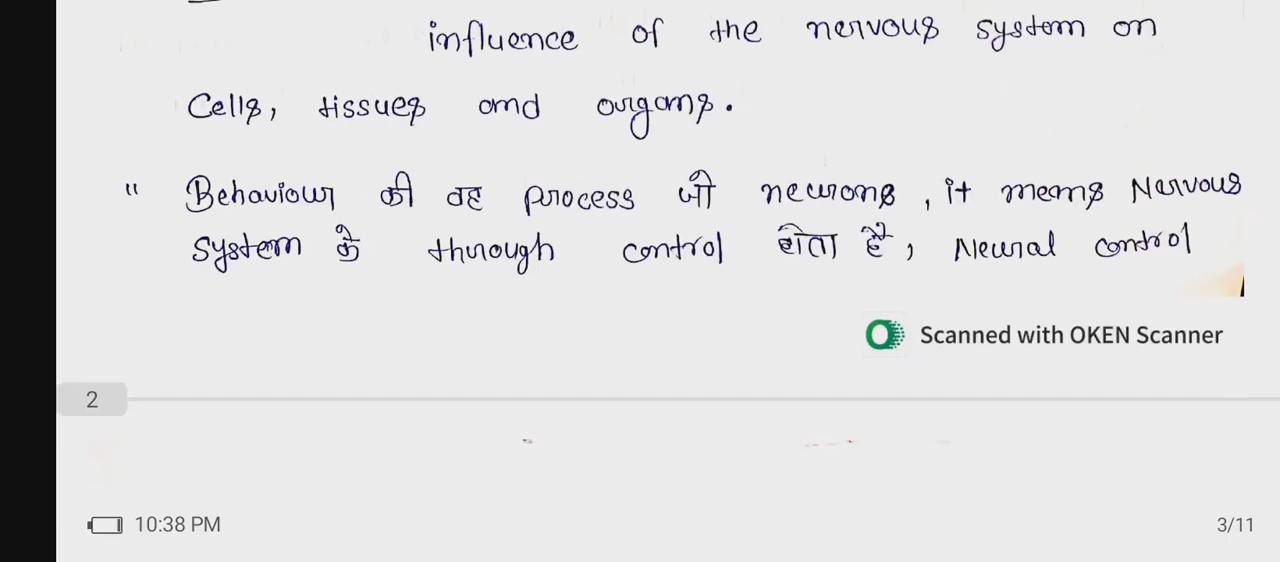 influence of the nervous system on
Cells, tissues and organs.
" Behaviour की वह process जो neurons, it means Nervous
System के through control होता है, Neural control
Scanned with OKEN Scanner
2
10:38 PM
3/11